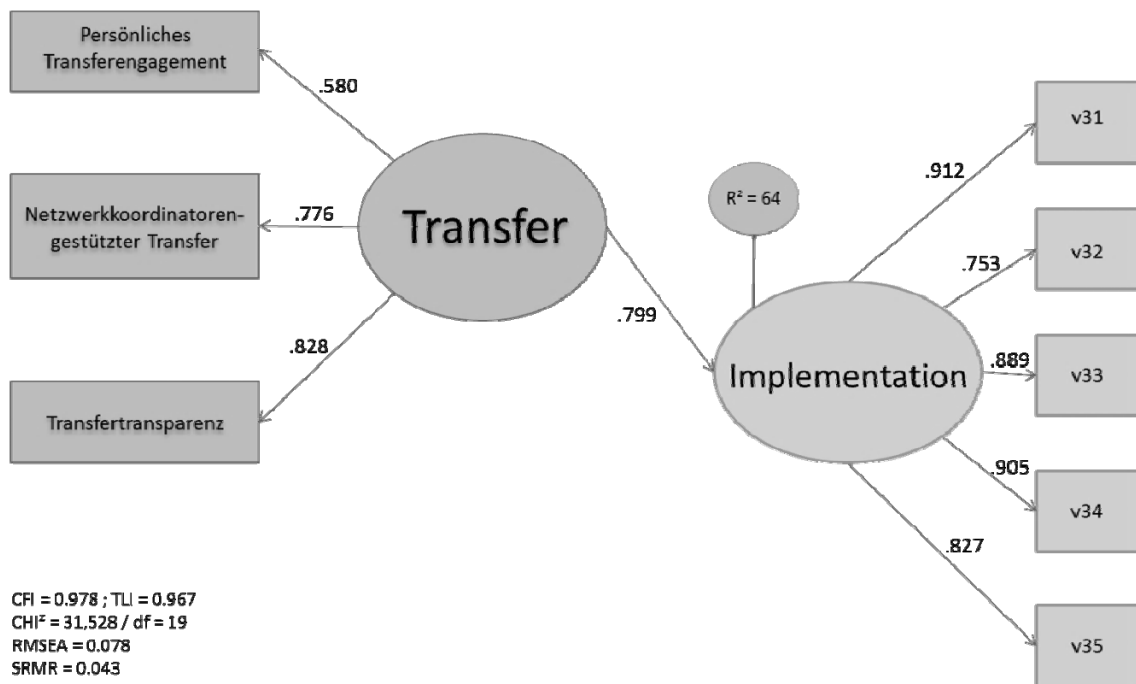 Persönliches
Transferengagement
.580
Netzwerkkoordinatoren-
gestützter Transfer
.776
Transfer
.828
Transfertransparenz
.799
R² = 64
Implementation
.912
v31
.753
v32
.889
v33
.905
v34
.827
v35
CFI = 0.978 ; TLI = 0.967
CHI² = 31,528 / df = 19
RMSEA = 0.078
SRMR = 0.043